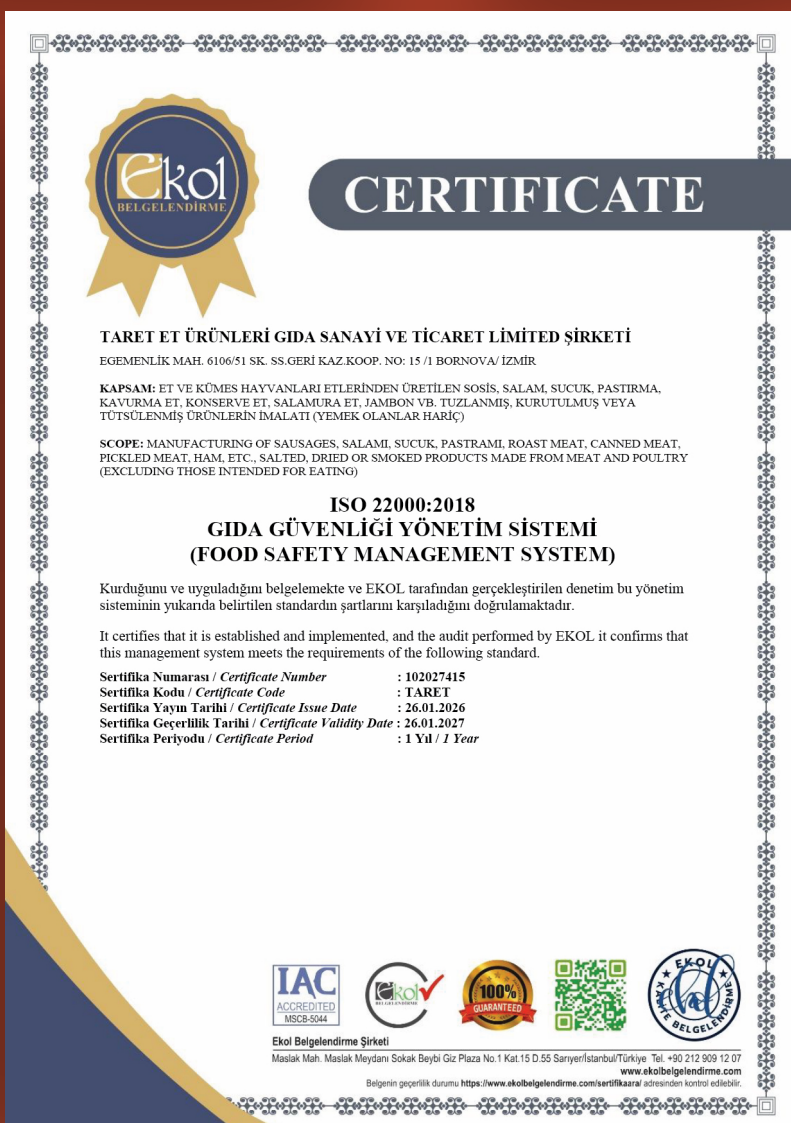 Ekol
BELGELENDİRME
CERTIFICATE
TARET ET ÜRÜNLERİ GIDA SANAYİ VE TİCARET LİMİTED ŞİRKETİ
EGEMENLİK MAH. 6106/51 SK. SS.GERİ KAZ.KOOP. NO: 15 /1 BORNOVA/ İZMİR
KAPSAM: ET VE KÜMES HAYVANLARI ETLERİNDEN ÜRETİLEN SOSİS, SALAM, SUCUK, PASTIRMA,
KAVURMA ET, KONSERVE ET, SALAMURA ET, JAMBON VB. TUZLANMIŞ, KURUTULMUŞ VEYA
TÜTSÜLENMİŞ ÜRÜNLERİN İMALATI (YEMEK OLANLAR HARİÇ)
SCOPE: MANUFACTURING OF SAUSAGES, SALAMI, SUCUK, PASTRAMI, ROAST MEAT, CANNED MEAT,
PICKLED MEAT, HAM, ETC., SALTED, DRIED OR SMOKED PRODUCTS MADE FROM MEAT AND POULTRY
(EXCLUDING THOSE INTENDED FOR EATING)
ISO 22000:2018
GIDA GÜVENLİĞİ YÖNETİM SİSTEMİ
(FOOD SAFETY MANAGEMENT SYSTEM)
Kurduğunu ve uyguladığını belgelemekte ve EKOL tarafından gerçekleştirilen denetim bu yönetim
sisteminin yukarıda belirtilen standardın şartlarını karşıladığını doğrulamaktadır.
It certifies that it is established and implemented, and the audit performed by EKOL it confirms that
this management system meets the requirements of the following standard.
Sertifika Numarası / Certificate Number : 102027415
Sertifika Kodu / Certificate Code : TARET
Sertifika Yayın Tarihi / Certificate Issue Date : 26.01.2026
Sertifika Geçerlilik Tarihi / Certificate Validity Date : 26.01.2027
Sertifika Periyodu / Certificate Period : 1 Yıl / 1 Year
IAC
ACCREDITED
MSCB-5044
Ekol
BELGELENDİRME
100%
GUARANTEED
EKOL
KALİTE BELGELENDİRME
Ekol Belgelendirme Şirketi
Maslak Mah. Maslak Meydanı Sokak Beybi Giz Plaza No.1 Kat.15 D.55 Sarıyer/İstanbul/Türkiye Tel. +90 212 909 12 07
www.ekolbelgelendirme.com
Belgenin geçerlilik durumu https://www.ekolbelgelendirme.com/sertifikaara/ adresinden kontrol edilebilir.